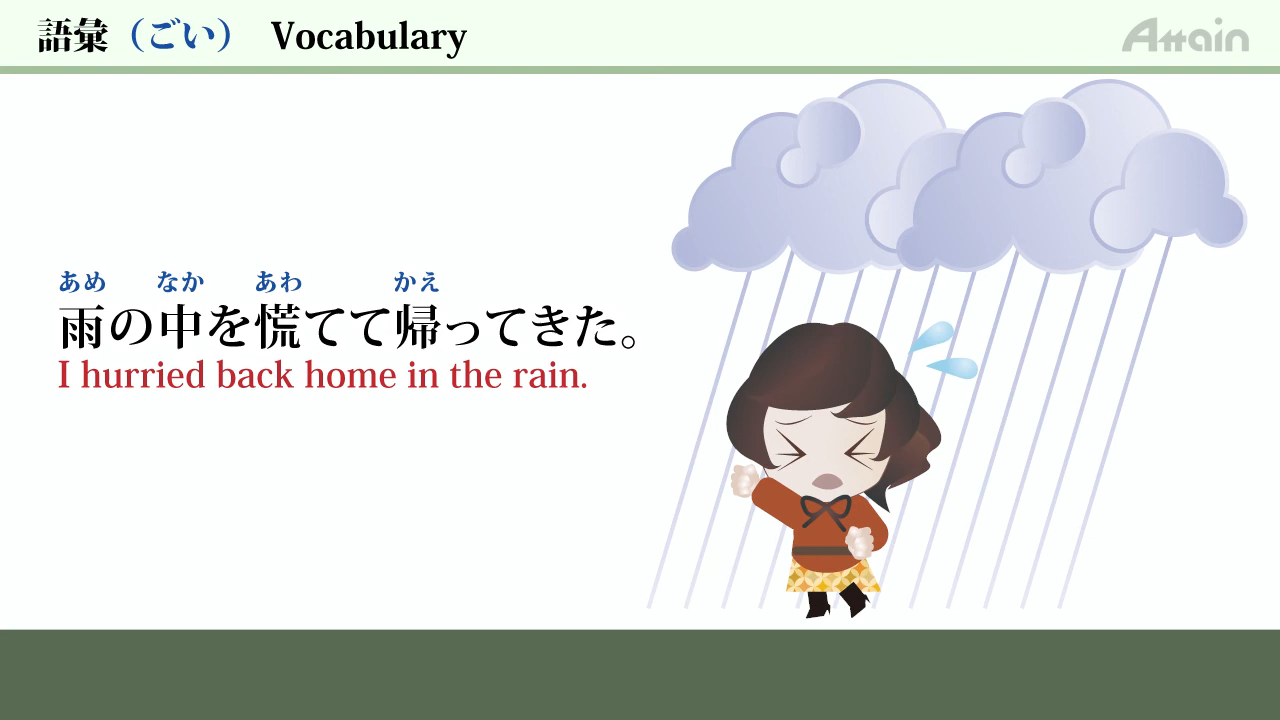 語彙（ごい） Vocabulary
Attain
あめ なか あわ かえ
雨の中を慌てて帰ってきた。
I hurried back home in the rain.